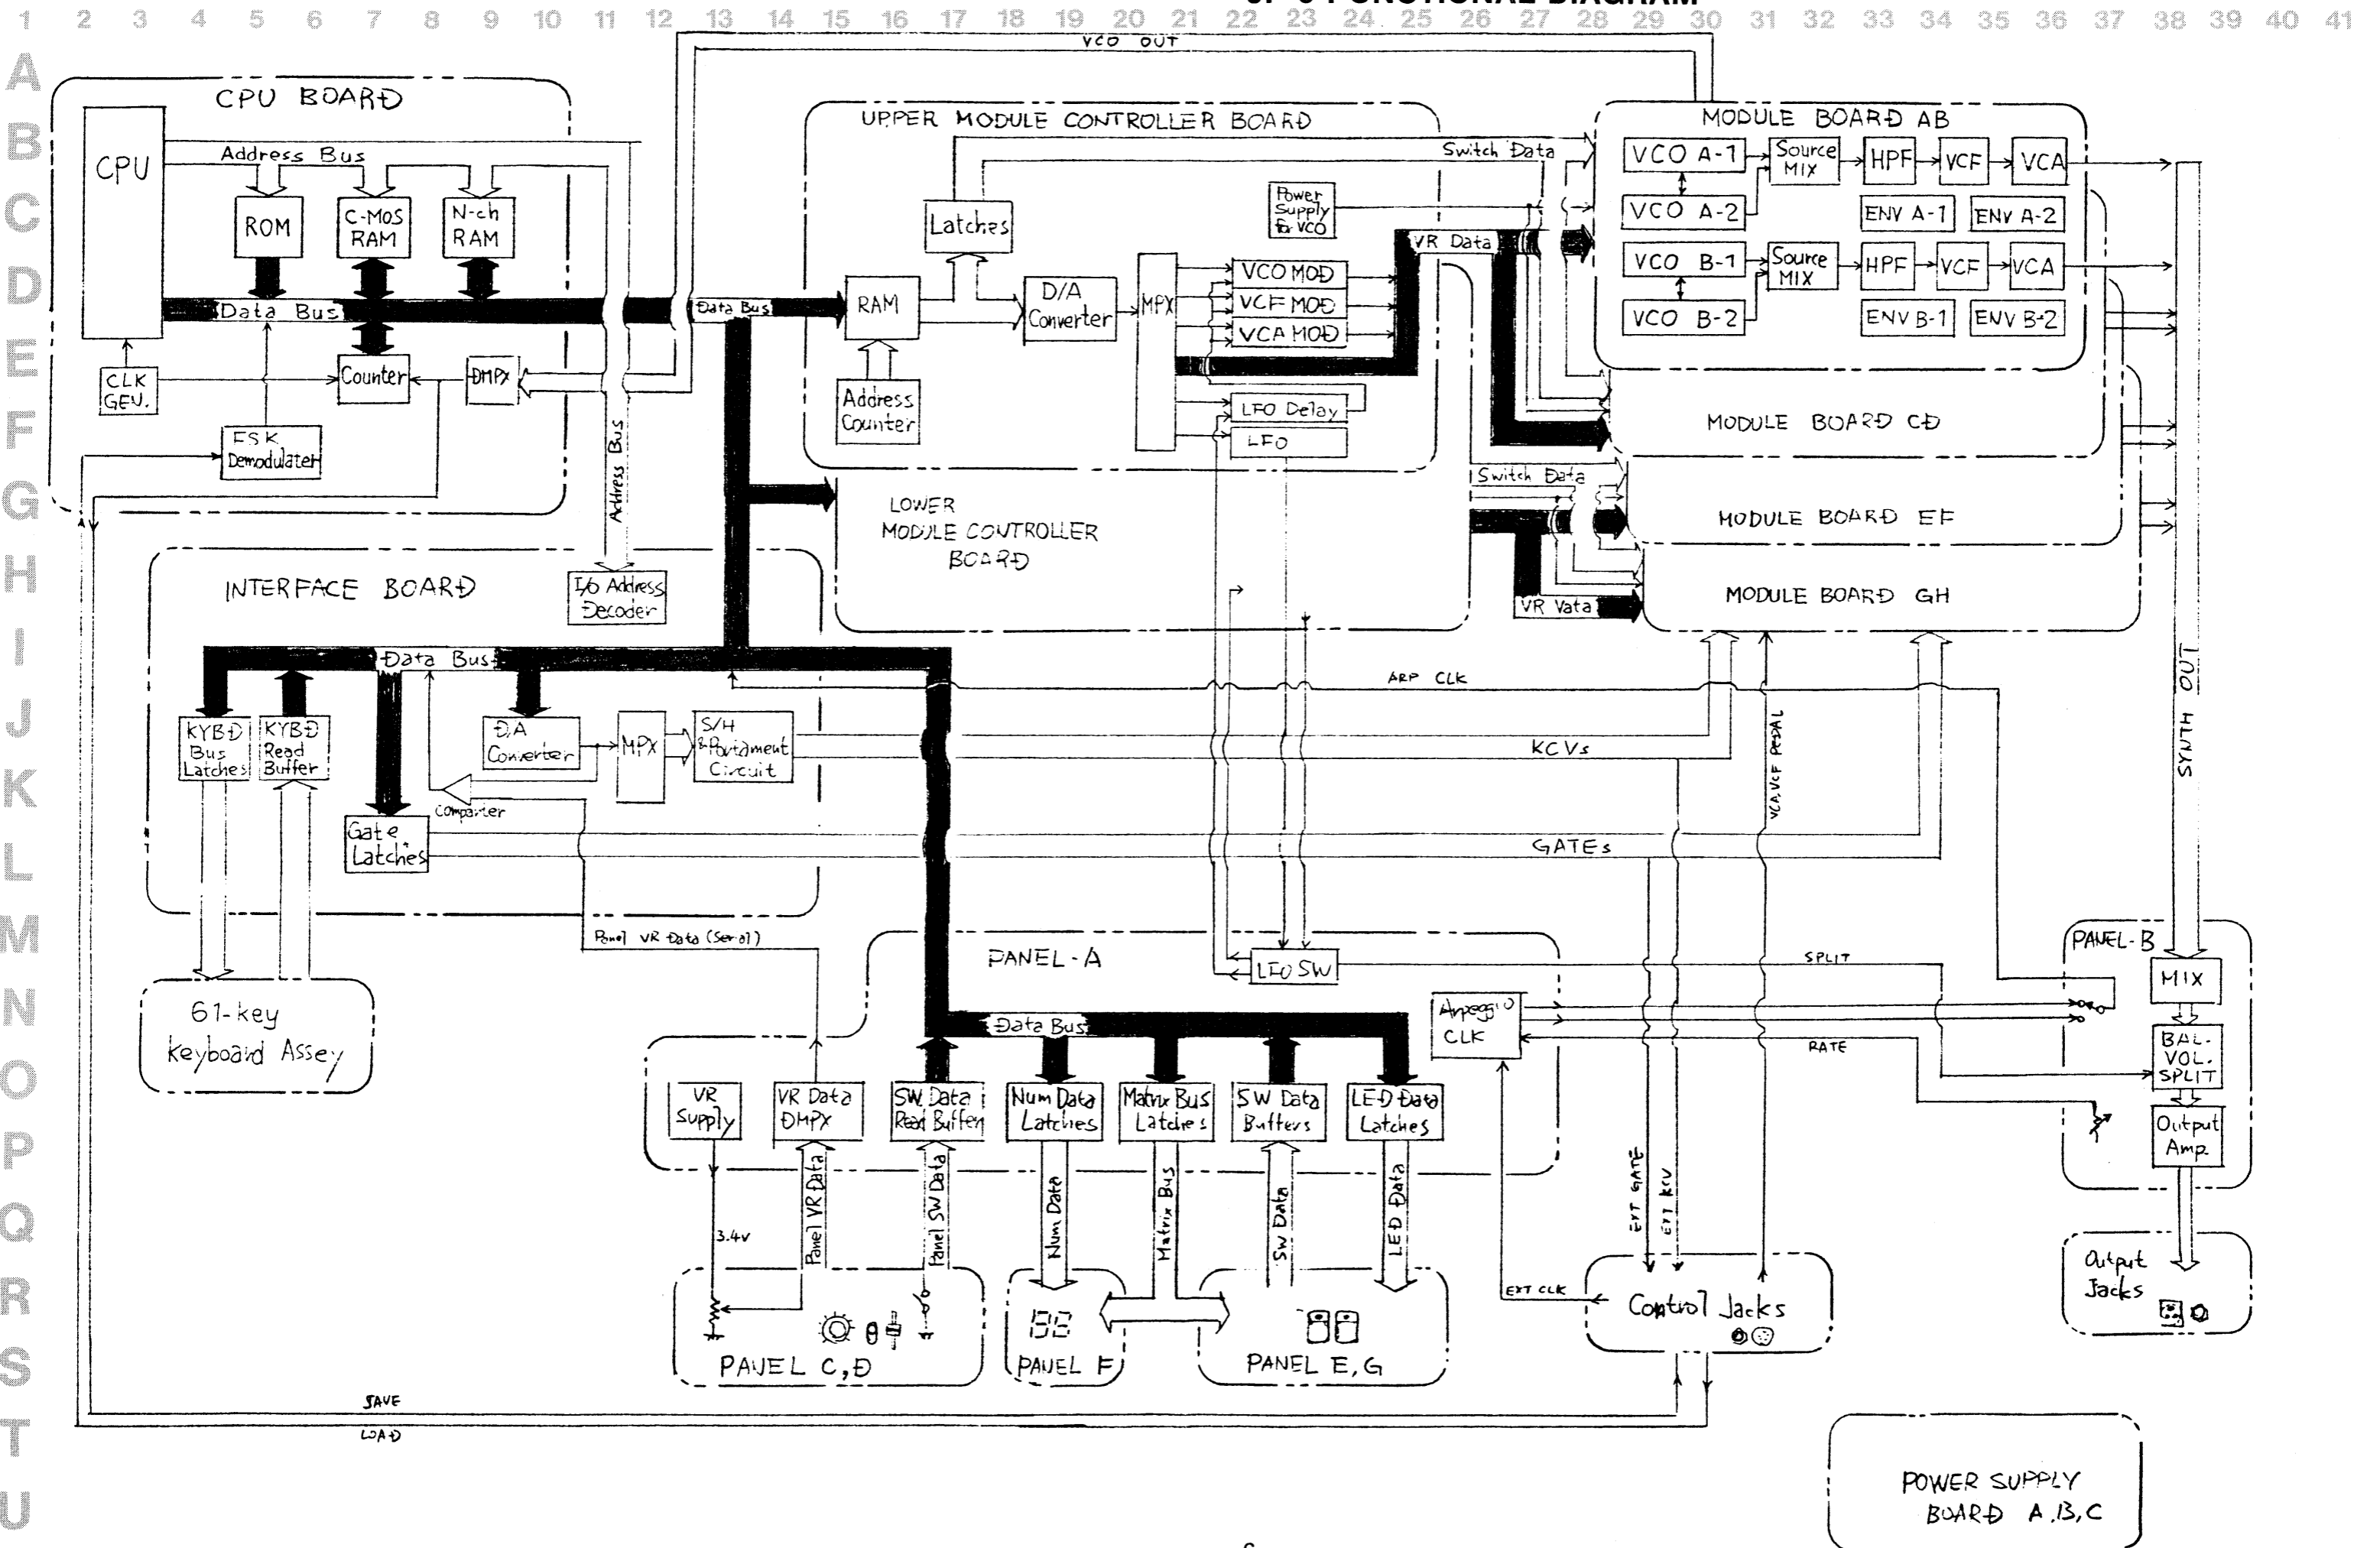 JP-8 FUNCTIONAL DIAGRAM
1 2 3 4 5 6 7 8 9 10 11 12 13 14 15 16 17 18 19 20 21 22 23 24 25 26 27 28 29 30 31 32 33 34 35 36 37 38 39 40 41
A
B
C
D
E
F
G
H
I
J
K
L
M
N
O
P
Q
R
S
T
U
VCO OUT
CPU BOARD
CPU
Address Bus
ROM
C-MOS
RAM
N-ch
RAM
Data Bus
CLK
GEN.
Counter
DMPX
FSK
Demodulater
Address Bus
Data Bus
UPPER MODULE CONTROLLER BOARD
Switch Data
Latches
Power
Supply
for VCO
RAM
D/A
Converter
MPX
VCO MOD
VCF MOD
VCA MOD
VR Data
Address
Counter
LFO Delay
LFO
LOWER
MODULE CONTROLLER
BOARD
MODULE BOARD AB
VCO A-1
Source
MIX
HPF
VCF
VCA
VCO A-2
ENV A-1
ENV A-2
VCO B-1
Source
MIX
HPF
VCF
VCA
VCO B-2
ENV B-1
ENV B-2
MODULE BOARD CD
Switch Data
MODULE BOARD EF
MODULE BOARD GH
VR Vata
INTERFACE BOARD
I/O Address
Decoder
Data Bus
KYBD
Bus
Latches
KYBD
Read
Buffer
D/A
Converter
MPX
S/H
& Portament
Circuit
Comparter
Gate
Latches
ARP CLK
KCVs
GATEs
VCA,VCF PEDAL
SYNTH OUT
Panel VR Data (Serial)
61-key
Keyboard Assey
PANEL-A
LFO SW
SPLIT
Arpeggio
CLK
RATE
Data Bus
VR
Supply
VR Data
DMPX
SW Data
Read Buffer
Num Data
Latches
Matrix Bus
Latches
SW Data
Buffers
LED Data
Latches
PANEL-B
MIX
BAL-
VOL.
SPLIT
Output
Amp
3.4v
Panel VR Data
Panel SW Data
Num Data
Matrix Bus
SW Data
LED Data
EXT GATE
EXT KCV
EXT CLK
Control Jacks
Output
Jacks
PANEL C,D
PANEL F
PANEL E,G
SAVE
LOAD
POWER SUPPLY
BOARD A,B,C